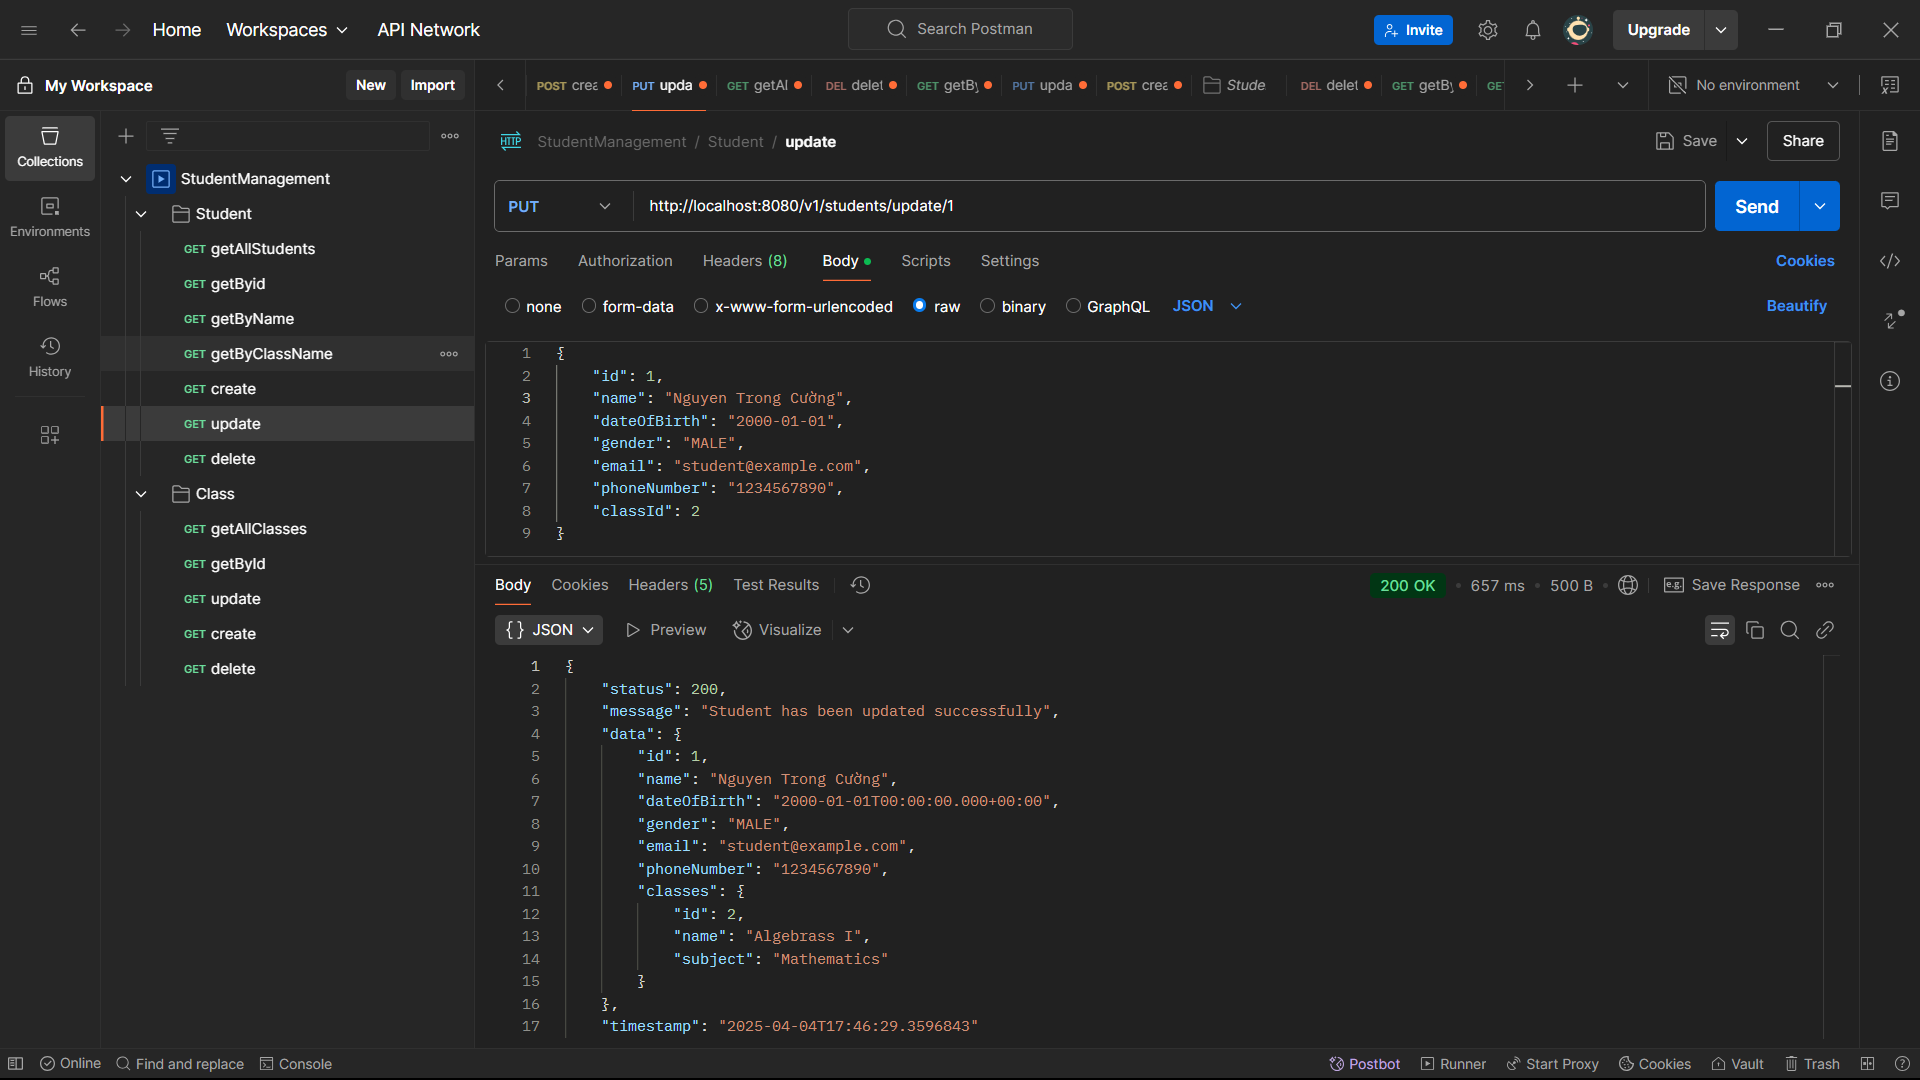 Home Workspaces API Network Search Postman Invite Upgrade
My Workspace New Import POST crea PUT upda GET getAl DEL delet GET getBy PUT upda POST crea Stude DEL delet GET getBy GET No environment
Collections
Environments
Flows
History
StudentManagement
Student
GET getAllStudents
GET getByid
GET getByName
GET getByClassName
GET create
GET update
GET delete
Class
GET getAllClasses
GET getById
GET update
GET create
GET delete
HTTP StudentManagement / Student / update Save Share
PUT http://localhost:8080/v1/students/update/1 Send
Params Authorization Headers (8) Body Scripts Settings Cookies
none form-data x-www-form-urlencoded raw binary GraphQL JSON Beautify
1 {
2 "id": 1,
3 "name": "Nguyen Trong Cường",
4 "dateOfBirth": "2000-01-01",
5 "gender": "MALE",
6 "email": "student@example.com",
7 "phoneNumber": "1234567890",
8 "classId": 2
9 }
Body Cookies Headers (5) Test Results 200 OK 657 ms 500 B e.g. Save Response
{} JSON Preview Visualize
1 {
2 "status": 200,
3 "message": "Student has been updated successfully",
4 "data": {
5 "id": 1,
6 "name": "Nguyen Trong Cường",
7 "dateOfBirth": "2000-01-01T00:00:00.000+00:00",
8 "gender": "MALE",
9 "email": "student@example.com",
10 "phoneNumber": "1234567890",
11 "classes": {
12 "id": 2,
13 "name": "Algebrass I",
14 "subject": "Mathematics"
15 }
16 },
17 "timestamp": "2025-04-04T17:46:29.3596843"
Online Find and replace Console Postbot Runner Start Proxy Cookies Vault Trash